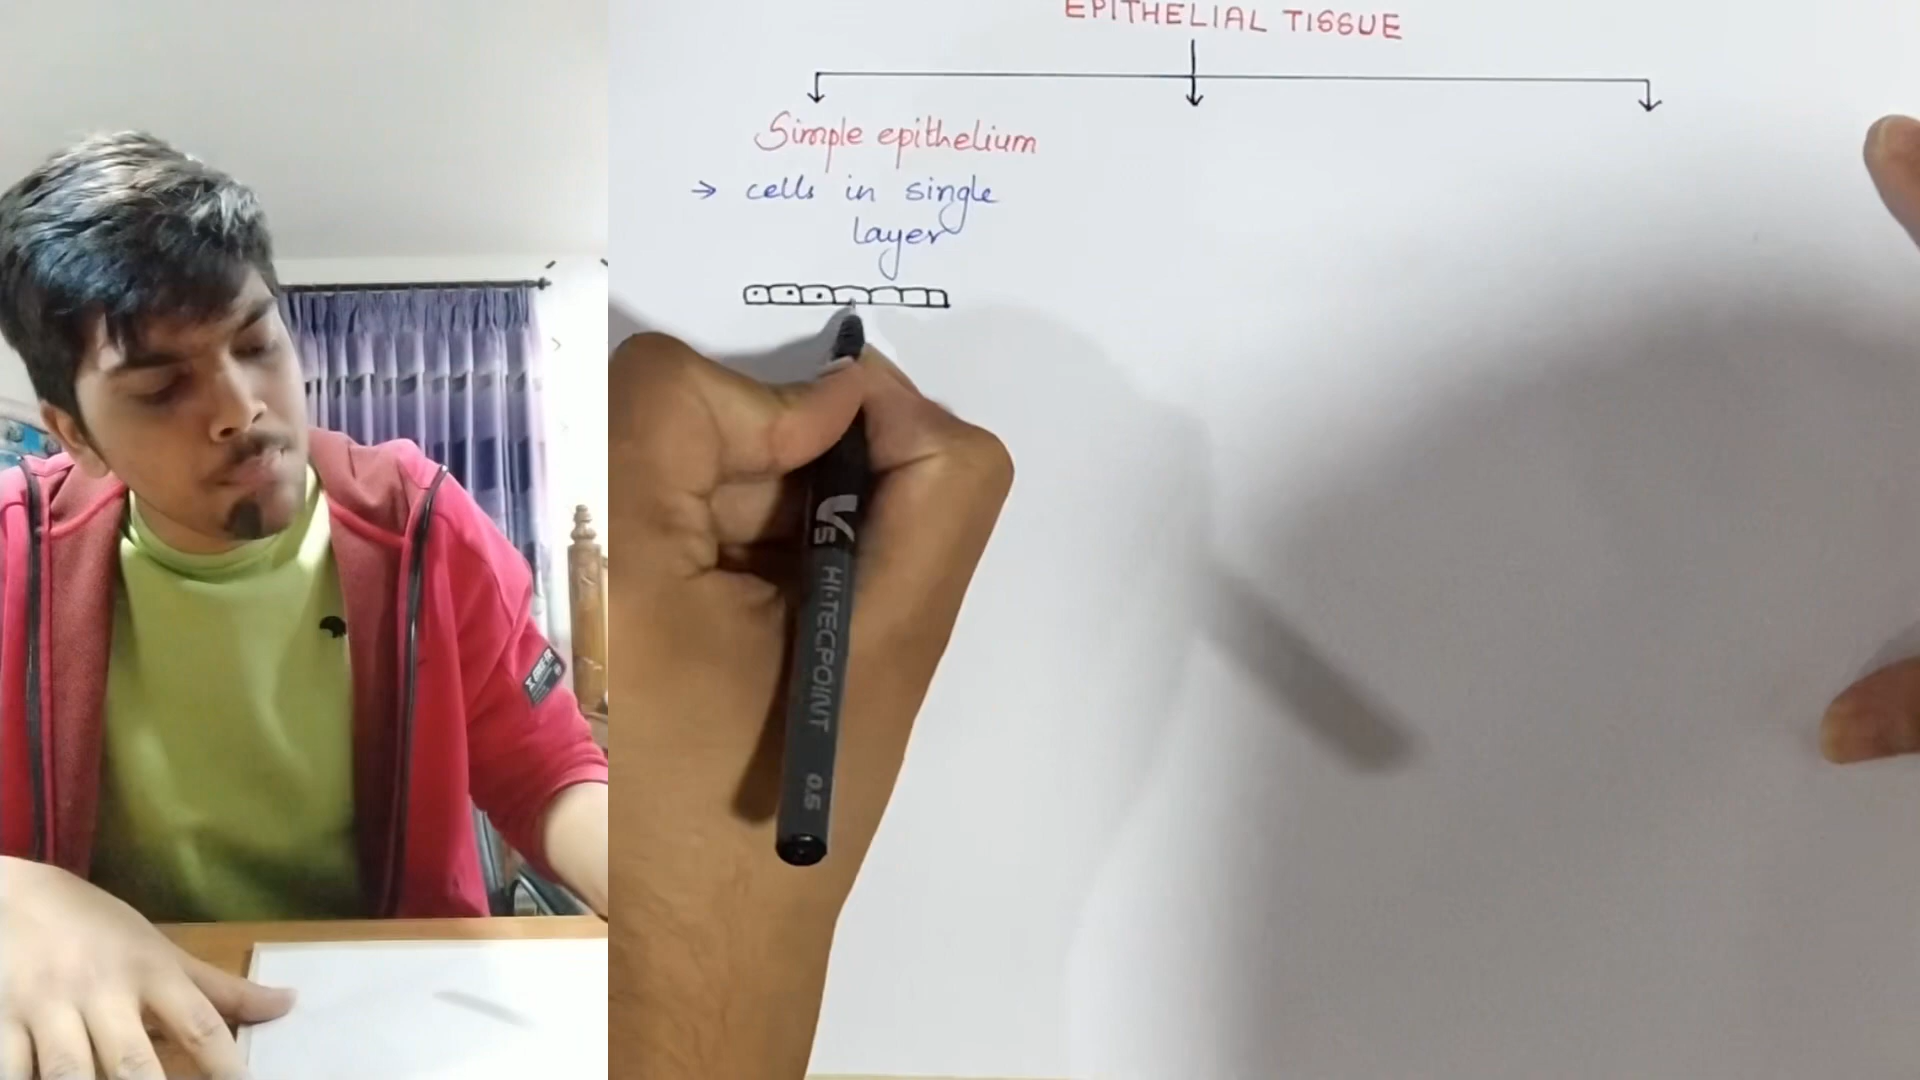 EPITHELIAL TISSUE
Simple epithelium
→ cells in single
layer
V5
HI-TECPOINT
0.5